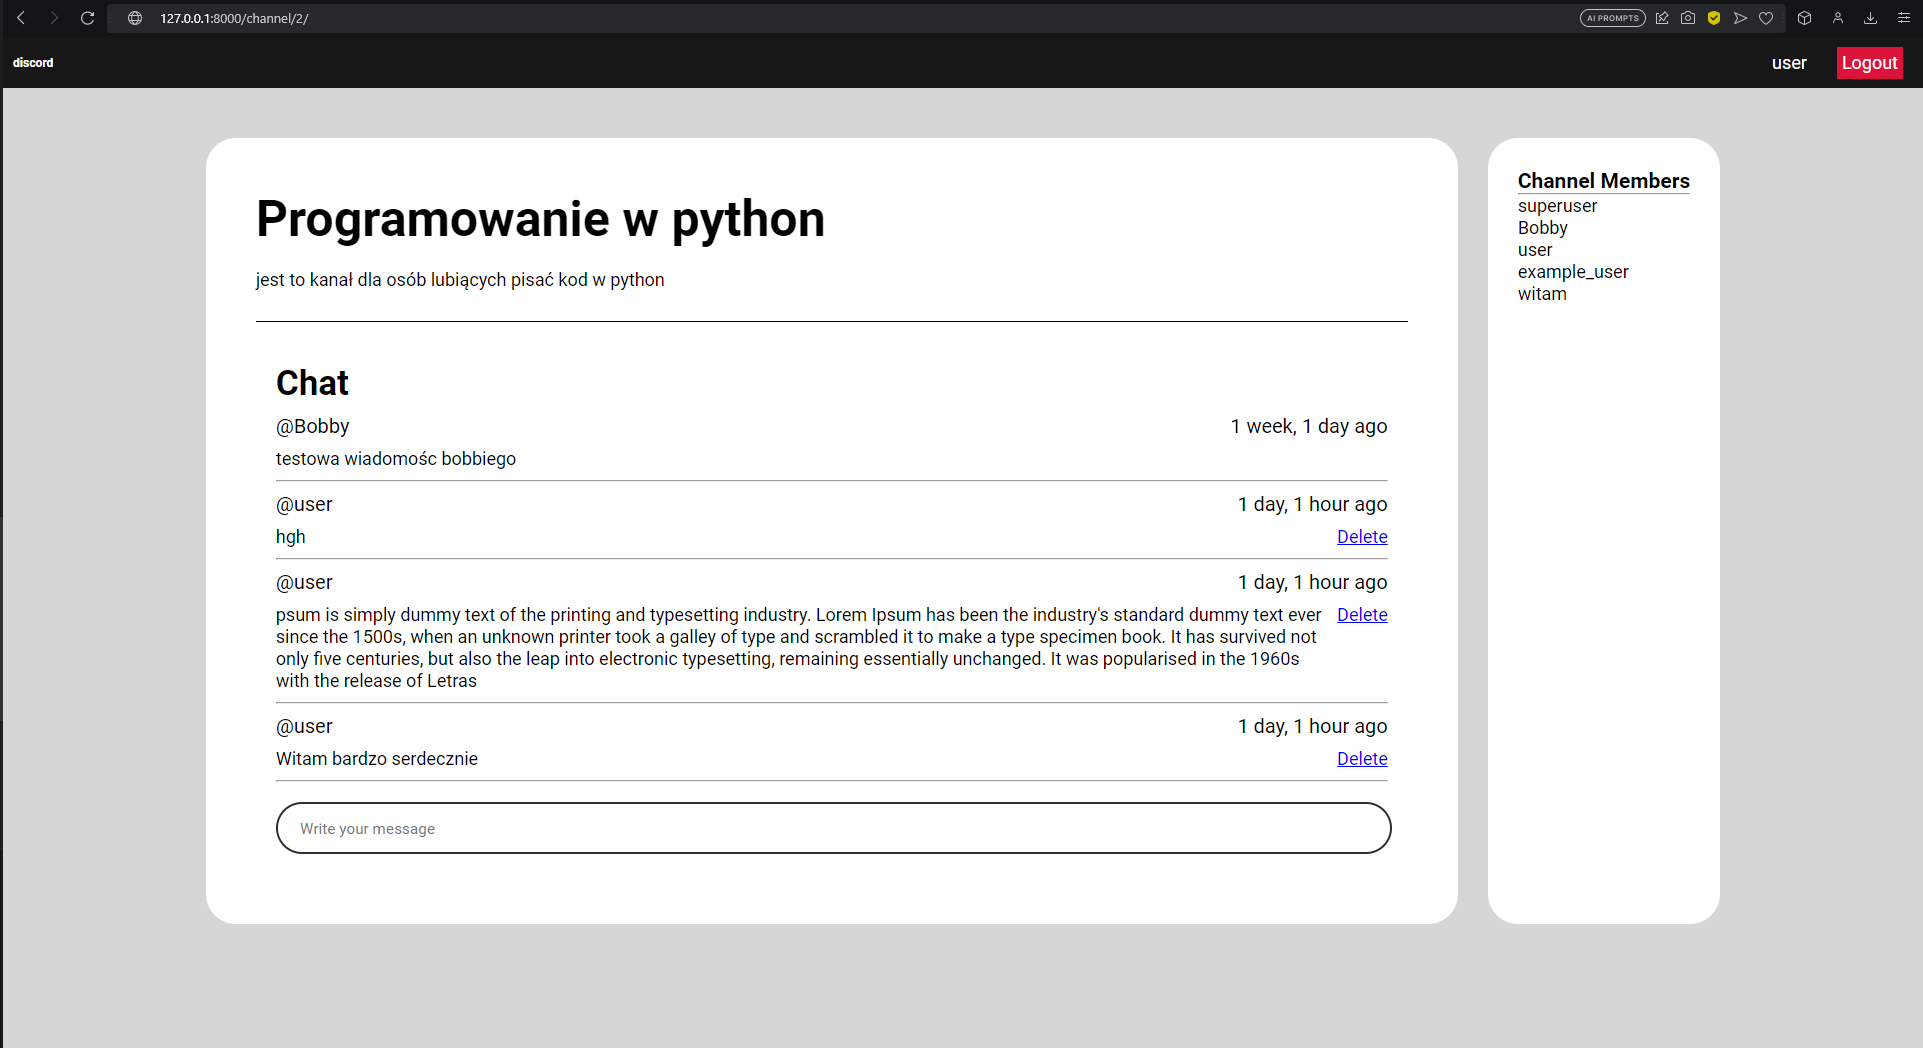 127.0.0.1:8000/channel/2/
AI PROMPTS
discord
user
Logout
Programowanie w python
jest to kanał dla osób lubiących pisać kod w python
Chat
@Bobby
1 week, 1 day ago
testowa wiadomośc bobbiego
@user
1 day, 1 hour ago
hgh
Delete
@user
1 day, 1 hour ago
psum is simply dummy text of the printing and typesetting industry. Lorem Ipsum has been the industry's standard dummy text ever
since the 1500s, when an unknown printer took a galley of type and scrambled it to make a type specimen book. It has survived not
only five centuries, but also the leap into electronic typesetting, remaining essentially unchanged. It was popularised in the 1960s
with the release of Letras
Delete
@user
1 day, 1 hour ago
Witam bardzo serdecznie
Delete
Write your message
Channel Members
superuser
Bobby
user
example_user
witam